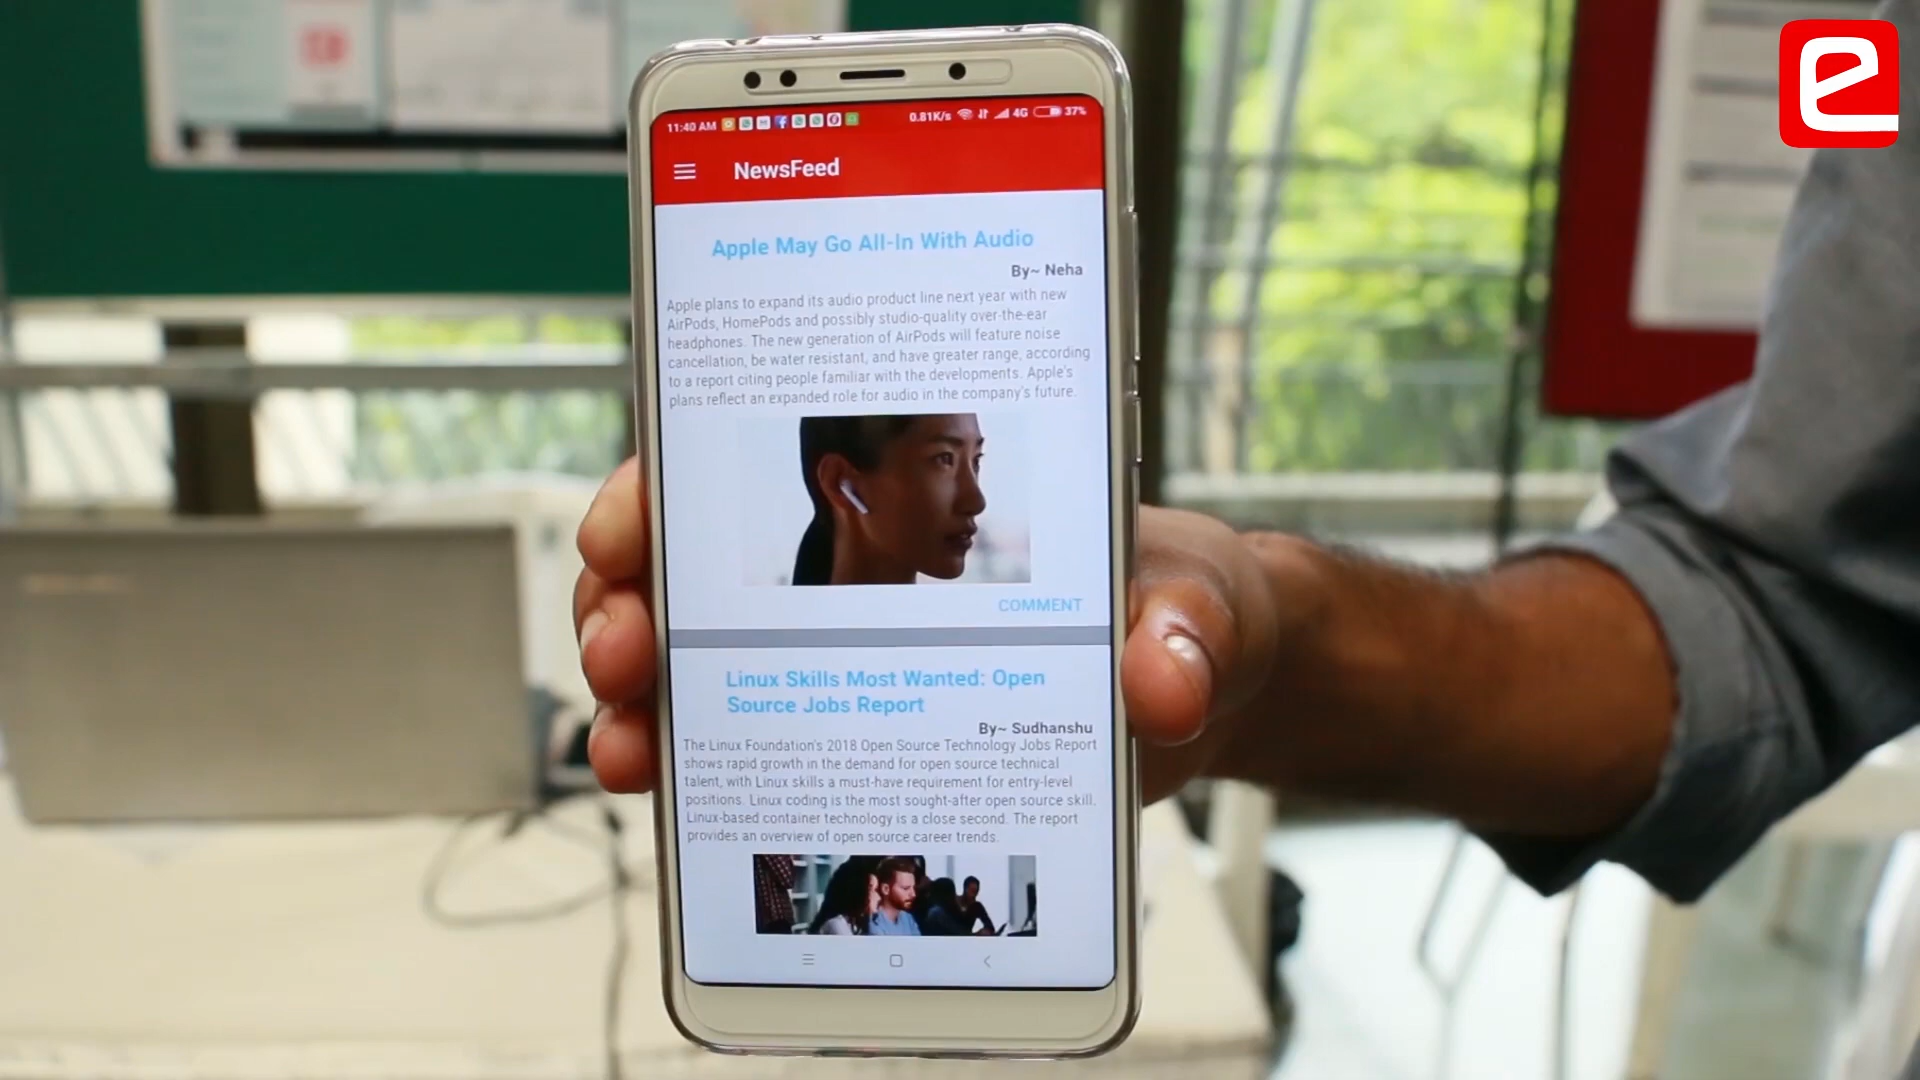 e
11:40 AM 0.81K/s 4G 37%
NewsFeed
Apple May Go All-In With Audio
By~ Neha
Apple plans to expand its audio product line next year with new
AirPods, HomePods and possibly studio-quality over-the-ear
headphones. The new generation of AirPods will feature noise
cancellation, be water resistant, and have greater range, according
to a report citing people familiar with the developments. Apple's
plans reflect an expanded role for audio in the company's future.
COMMENT
Linux Skills Most Wanted: Open
Source Jobs Report
By~ Sudhanshu
The Linux Foundation's 2018 Open Source Technology Jobs Report
shows rapid growth in the demand for open source technical
talent, with Linux skills a must-have requirement for entry-level
positions. Linux coding is the most sought-after open source skill.
Linux-based container technology is a close second. The report
provides an overview of open source career trends.